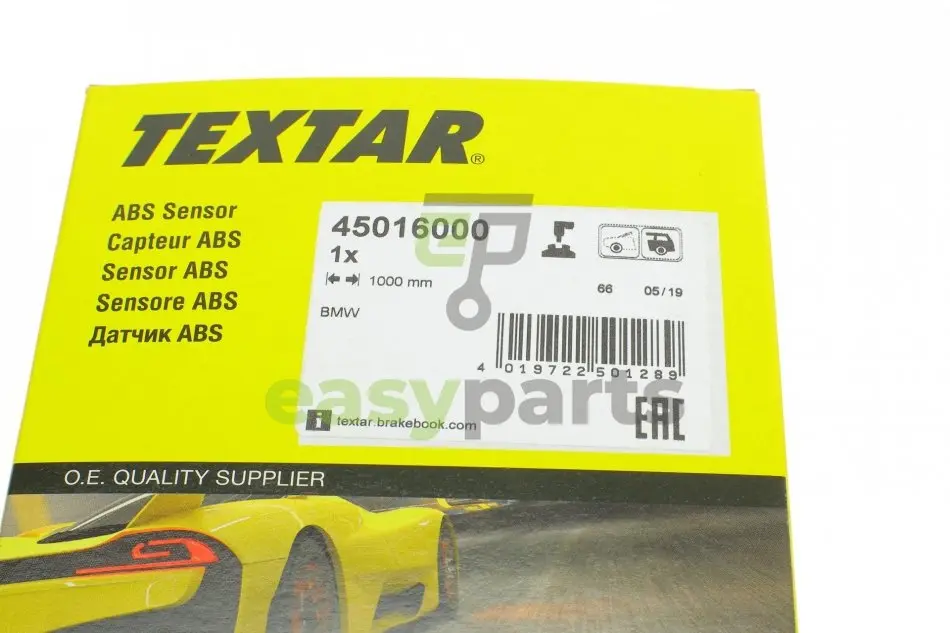 TEXTAR®
ABS Sensor
Capteur ABS
Sensor ABS
Sensore ABS
Датчик ABS
45016000
1x
1000 mm
66 05/19
BMW
4 019722 501289
EAC
textar.brakebook.com
O.E. QUALITY SUPPLIER
EP
easyparts